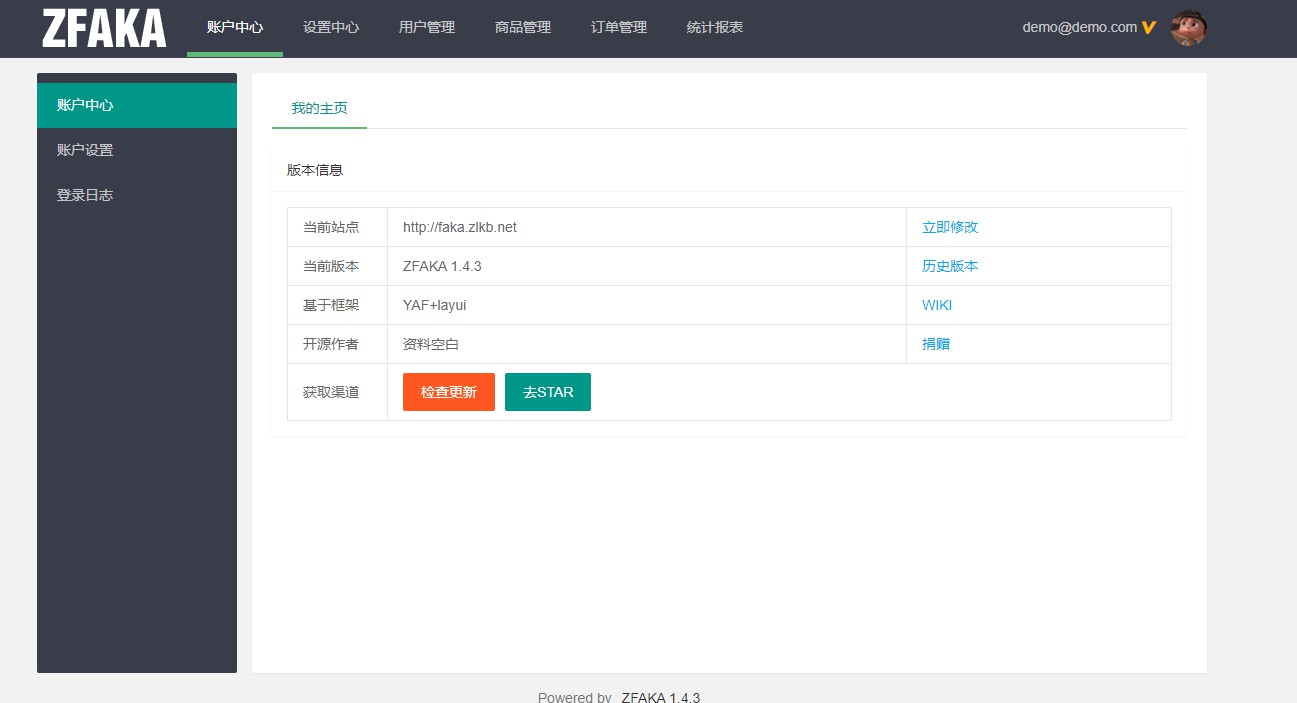 ZFAKA 账户中心 设置中心 用户管理 商品管理 订单管理 统计报表 demo@demo.com
账户中心
账户设置
登录日志
我的主页
版本信息
当前站点 http://faka.zlkb.net 立即修改
当前版本 ZFAKA 1.4.3 历史版本
基于框架 YAF+layui WIKI
开源作者 资料空白 捐赠
获取渠道 检查更新 去STAR
Powered by ZFAKA 1.4.3